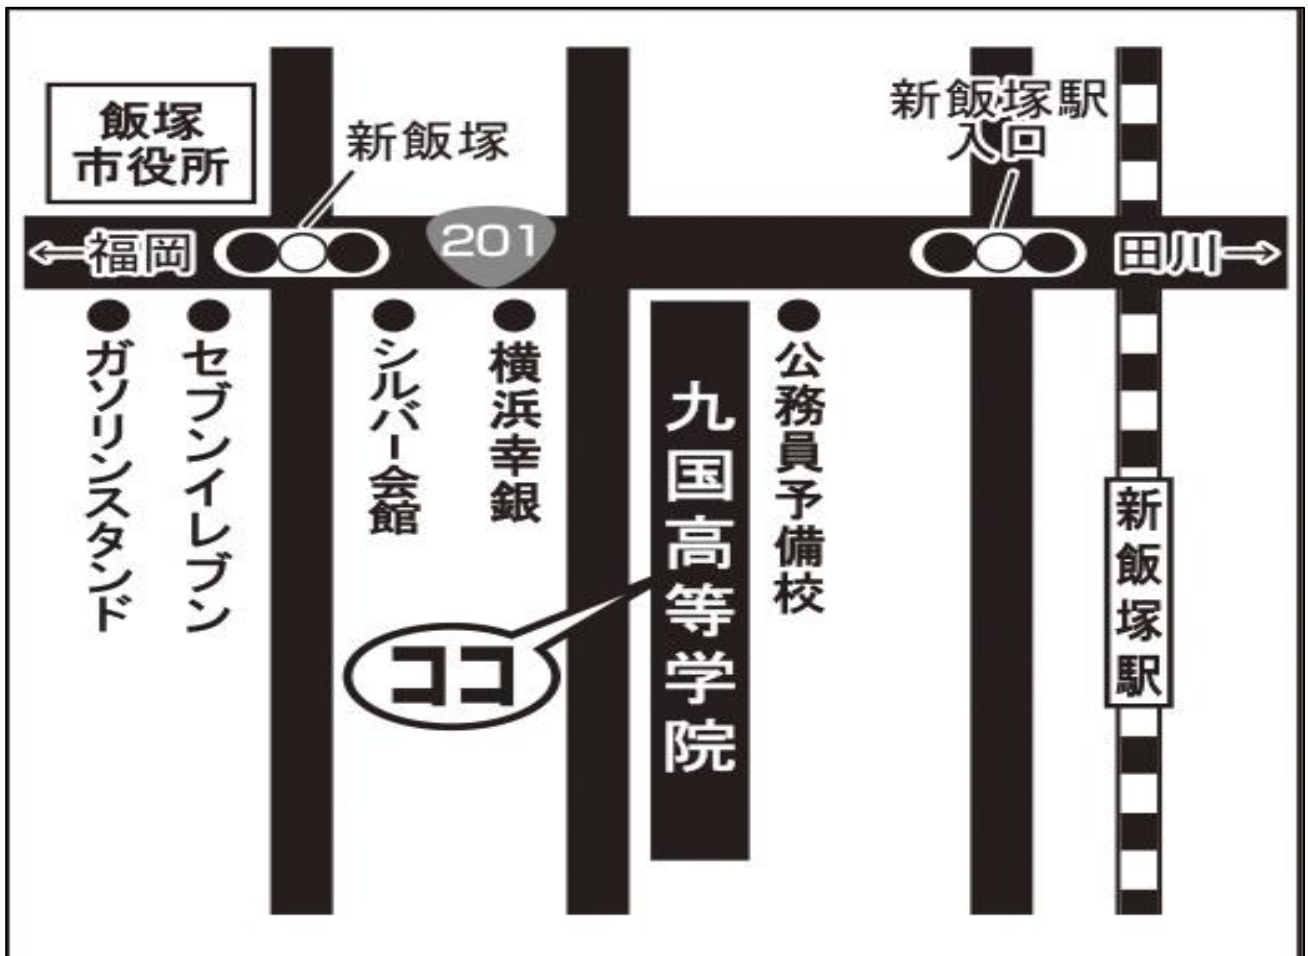 飯塚
市役所
新飯塚
新飯塚駅
入口
←福岡
201
田川→
ガソリンスタンド
セブンイレブン
シルバー会館
横浜幸銀
九国高等学院
公務員予備校
新飯塚駅
ココ